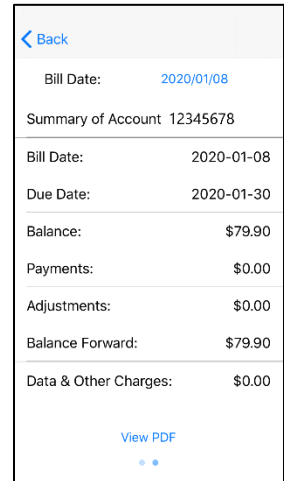 Back
Bill Date: 2020/01/08
Summary of Account 12345678
Bill Date: 2020-01-08
Due Date: 2020-01-30
Balance: $79.90
Payments: $0.00
Adjustments: $0.00
Balance Forward: $79.90
Data & Other Charges: $0.00
View PDF